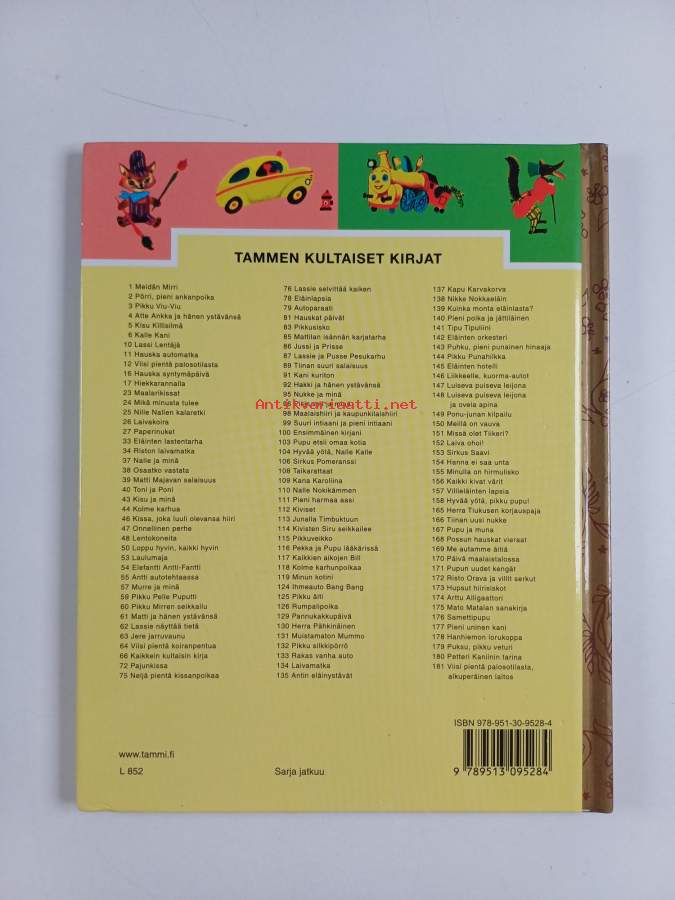 TAMMEN KULTAISET KIRJAT
1 Meidän Mirri
2 Pörri, pieni ankanpoika
3 Pikku Viu-Viu
4 Atte Ankka ja hänen ystävänsä
5 Kisu Killisilmä
6 Kalle Kani
10 Lassi Lentäjä
11 Hauska automatka
12 Viisi pientä palosotilasta
16 Hauska syntymäpäivä
17 Hiekkarannalla
23 Maalarikissat
24 Mikä minusta tulee
25 Nille Nallen kalaretki
26 Laivakoira
27 Paperinuket
33 Eläinten lastentarha
34 Riston laivamatka
37 Nalle ja minä
38 Osaatko vastata
39 Matti Majavan salaisuus
40 Toni ja Poni
43 Kisu ja minä
44 Kolme karhua
46 Kissa, joka luuli olevansa hiiri
47 Onnellinen perhe
48 Lentokoneita
50 Loppu hyvin, kaikki hyvin
53 Laulumaja
54 Elefantti Antti-Fantti
55 Antti autotehtaassa
57 Murre ja minä
59 Pikku Pelle Puputti
60 Pikku Mirren seikkailu
61 Matti ja hänen ystävänsä
62 Lassie näyttää tietä
63 Jere jarruvaunu
64 Viisi pientä koiranpentua
66 Kaikkein kultaisin kirja
72 Pajunkissa
75 Neljä pientä kissanpoikaa
76 Lassie selvittää kaiken
78 Eläinlapsia
79 Autoparaati
81 Hauskat päivät
83 Pikkusisko
85 Mattilan isännän karjatarha
86 Jussi ja Prisse
87 Lassie ja Pusse Pesukarhu
89 Tiinan suuri salaisuus
91 Kani kuriton
92 Hakki ja hänen ystävänsä
95 Nukke ja minä
Antikvariaatti.net
98 Maalaishiiri ja kaupunkilaishiiri
99 Suuri intiaani ja pieni intiaani
100 Ensimmäinen kirjani
103 Pupu etsii omaa kotia
104 Hyvää yötä, Nalle Kalle
106 Sirkus Pomeranssi
108 Taikarattaat
109 Kana Karoliina
110 Nalle Nokikämmen
111 Pieni harmaa aasi
112 Kiviset
113 Junalla Timbuktuun
114 Kivisten Siru seikkailee
115 Pikkuveikko
116 Pekka ja Pupu lääkärissä
117 Kaikkien aikojen Bill
118 Kolme karhunpoikaa
119 Minun kotini
124 Ihmeauto Bang Bang
125 Pikku äiti
126 Rumpalipoika
129 Pannukakkupäivä
130 Herra Pähkinäinen
131 Muistamaton Mummo
132 Pikku silkkipörrö
133 Rakas vanha auto
134 Laivamatka
135 Antin eläinystävät
137 Kapu Karvakorva
138 Nikke Nokkaeläin
139 Kuinka monta eläintasta?
140 Pieni poika ja jättiläinen
141 Tipu Tipuliini
142 Eläinten orkesteri
143 Puhku, pieni punainen hinaaja
144 Pikku Punahilkka
145 Eläinten hotelli
146 Liikkeelle, kuorma-autot
147 Luiseva puiseva leijona
148 Luiseva puiseva leijona
ja ovela apina
149 Ponu-junan kilpailu
150 Meillä on vauva
151 Missä olet Tiikeri?
152 Laiva ohoi!
153 Sirkus Saavi
154 Hanna ei saa unta
155 Minulla on hirmulisko
156 Kaikki kivat värit
157 Villieläinten lapsia
158 Hyvää yötä, pikku pupu!
165 Herra Tiukusen korjauspaja
166 Tiinan uusi nukke
167 Pupu ja muna
168 Possun hauskat vieraat
169 Me autamme äitiä
170 Päivä maalaistalossa
171 Pupun uudet kengät
172 Risto Orava ja villit serkut
173 Hupsut hiirisiskot
174 Arttu Alligaattori
175 Mato Matalan sanakirja
176 Samettipupu
177 Pieni uninen kani
178 Hanhiemon lorukoppa
179 Puksu, pikku veturi
180 Petteri Kaniinin tarina
181 Viisi pientä palosotilasta,
alkuperäinen laitos
ISBN 978-951-30-9528-4
9 789513 095284
www.tammi.fi
L 852
Sarja jatkuu